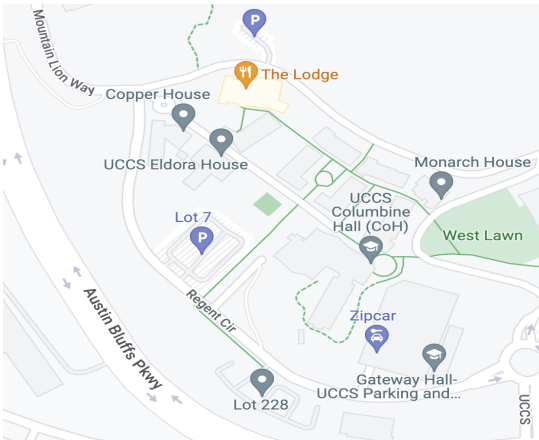 P
Mountain Lion Way
The Lodge
Copper House
UCCS Eldora House
Monarch House
UCCS
Columbine
Hall (CoH)
Lot 7
P
West Lawn
Regent Cir
Austin Bluffs Pkwy
Zipcar
Gateway Hall-
UCCS Parking and...
Lot 228
UCCS